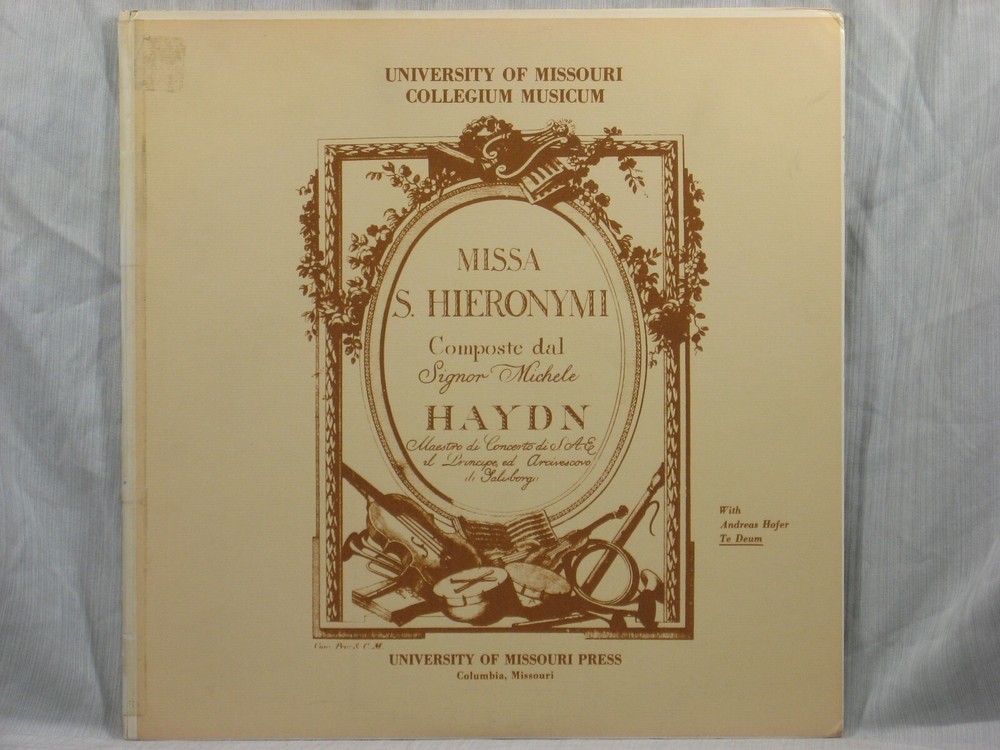 UNIVERSITY OF MISSOURI
COLLEGIUM MUSICUM
MISSA
S. HIERONYMI
Composte dal
Signor Michele
HAYDN
Maestro di Concerto di S. A. E.
il Principe, ed Arcivescovo
di Salisborgo
With
Andreas Hofer
Te Deum
UNIVERSITY OF MISSOURI PRESS
Columbia, Missouri